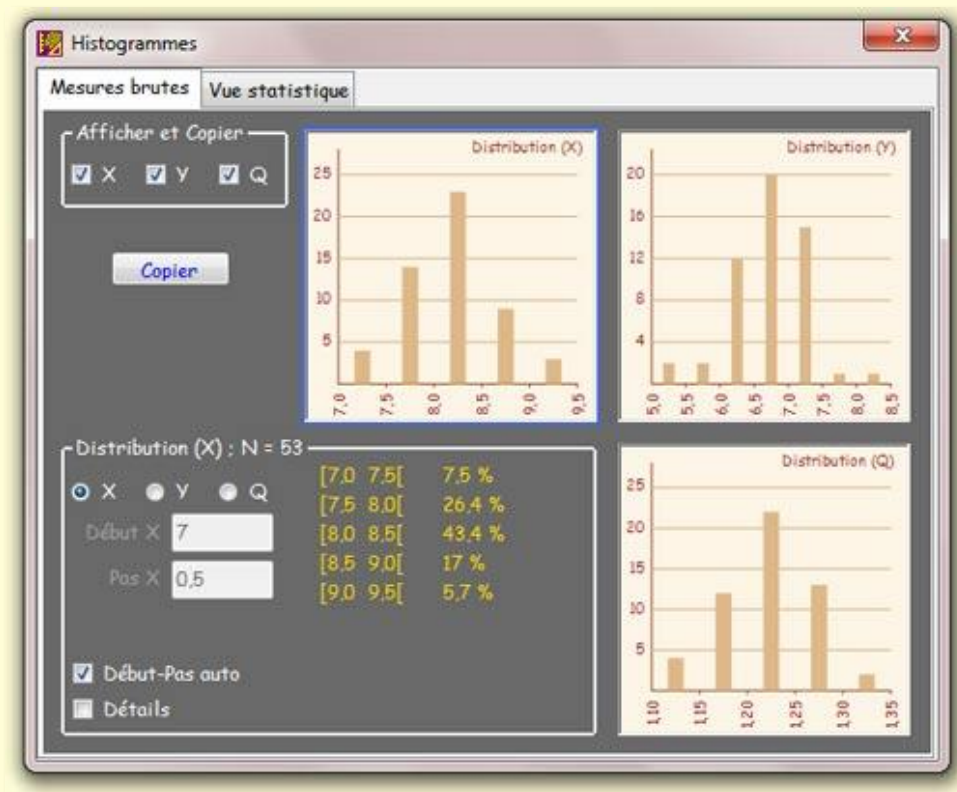 Histogrammes
Mesures brutes Vue statistique
Afficher et Copier
X Y Q
Copier
Distribution (X)
25
20
15
10
5
7,0 7,5 8,0 8,5 9,0 9,5
Distribution (Y)
20
16
12
8
4
5,0 5,5 6,0 6,5 7,0 7,5 8,0 8,5
Distribution (X) ; N = 53
X Y Q
Début X 7
Pas X 0,5
[7,0 7,5[ 7,5 %
[7,5 8,0[ 26,4 %
[8,0 8,5[ 43,4 %
[8,5 9,0[ 17 %
[9,0 9,5[ 5,7 %
Début-Pas auto
Détails
Distribution (Q)
25
20
15
10
5
1,10 1,15 1,20 1,25 1,30 1,35